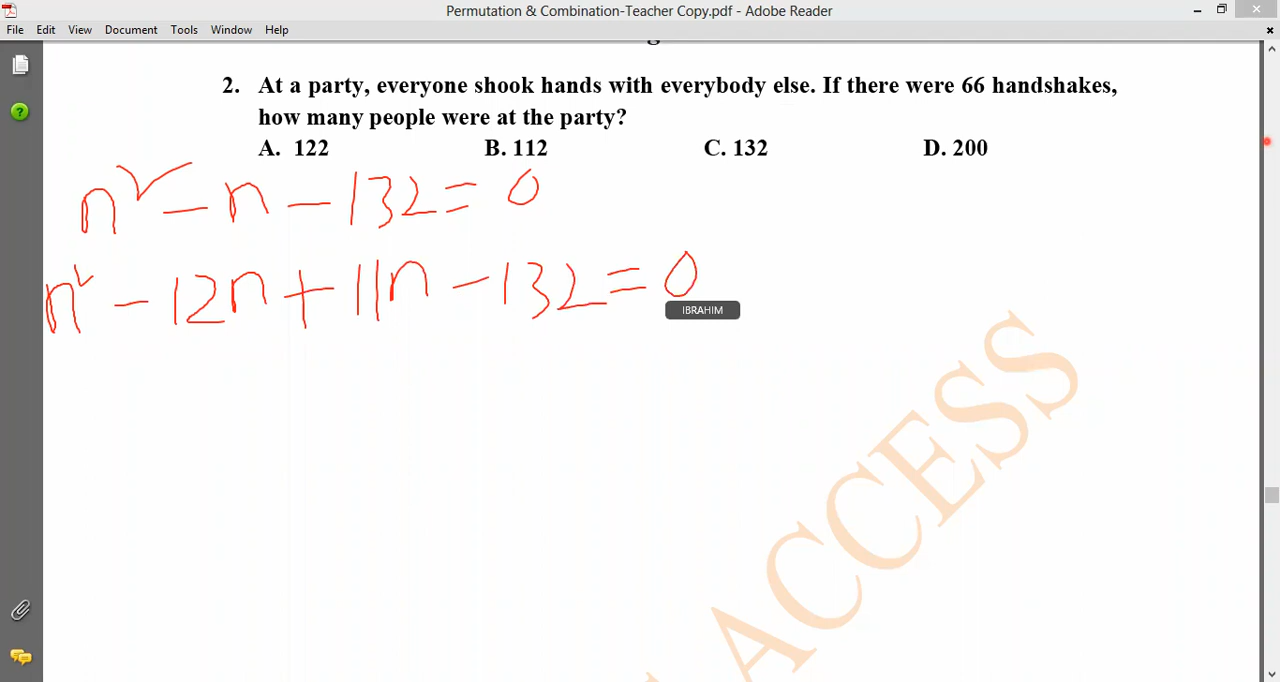 Permutation & Combination-Teacher Copy.pdf - Adobe Reader
File Edit View Document Tools Window Help
2. At a party, everyone shook hands with everybody else. If there were 66 handshakes,
how many people were at the party?
A. 122 B. 112 C. 132 D. 200
n² - n - 132 = 0
n² - 12n + 11n - 132 = 0
IBRAHIM
ACCESS